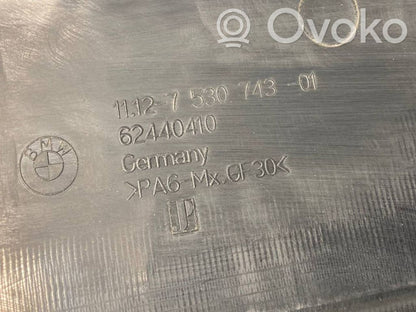 Ovoko
11.12-7 530 743-01
62440410
BMW
Germany
>PA6-Mx.GF30<